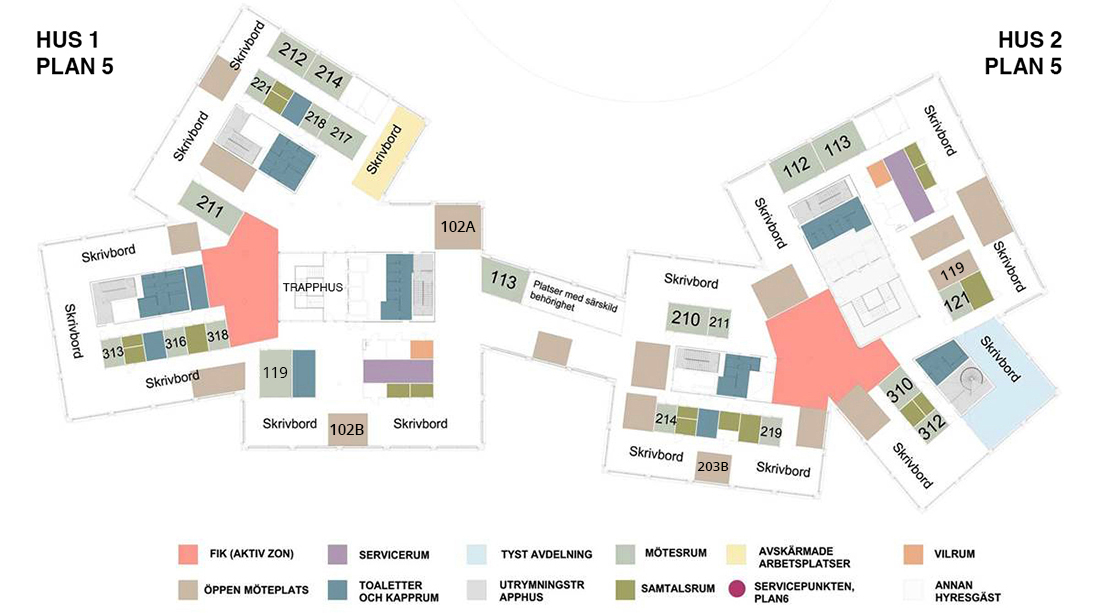 HUS 1
PLAN 5
HUS 2
PLAN 5
Skrivbord
212
214
221
218
217
Skrivbord
Skrivbord
211
102A
Skrivbord
TRAPPHUS
Skrivbord
313
316
318
Skrivbord
119
Skrivbord
102B
Skrivbord
113
Platser med särskild
behörighet
Skrivbord
112
113
Skrivbord
Skrivbord
119
121
Skrivbord
210
211
214
219
Skrivbord
203B
Skrivbord
Skrivbord
310
312
Skrivbord
FIK (AKTIV ZON)
SERVICERUM
TYST AVDELNING
MÖTESRUM
AVSKÄRMADE
ARBETSPLATSER
VILRUM
ÖPPEN MÖTEPLATS
TOALETTER
OCH KAPPRUM
UTRYMNINGSTR
APPHUS
SAMTALSRUM
SERVICEPUNKTEN,
PLAN6
ANNAN
HYRESGÄST